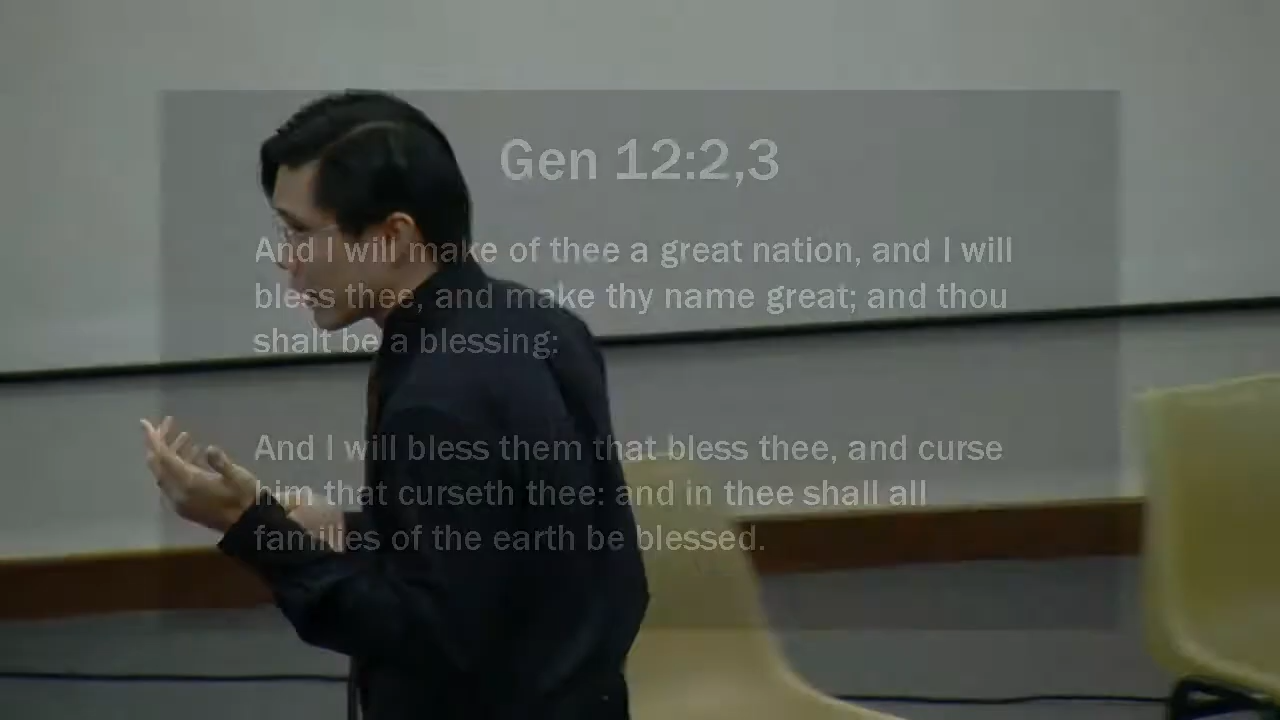 Gen 12:2,3
And I will make of thee a great nation, and I will
bless thee, and make thy name great; and thou
shalt be a blessing:
And I will bless them that bless thee, and curse
him that curseth thee: and in thee shall all
families of the earth be blessed.